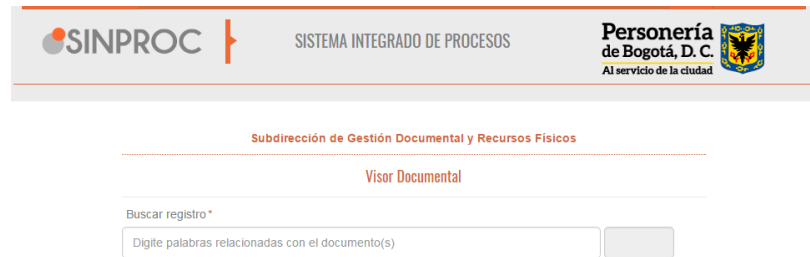 SINPROC
SISTEMA INTEGRADO DE PROCESOS
Personería
de Bogotá, D. C.
Al servicio de la ciudad
Subdirección de Gestión Documental y Recursos Físicos
Visor Documental
Buscar registro*
Digite palabras relacionadas con el documento(s)